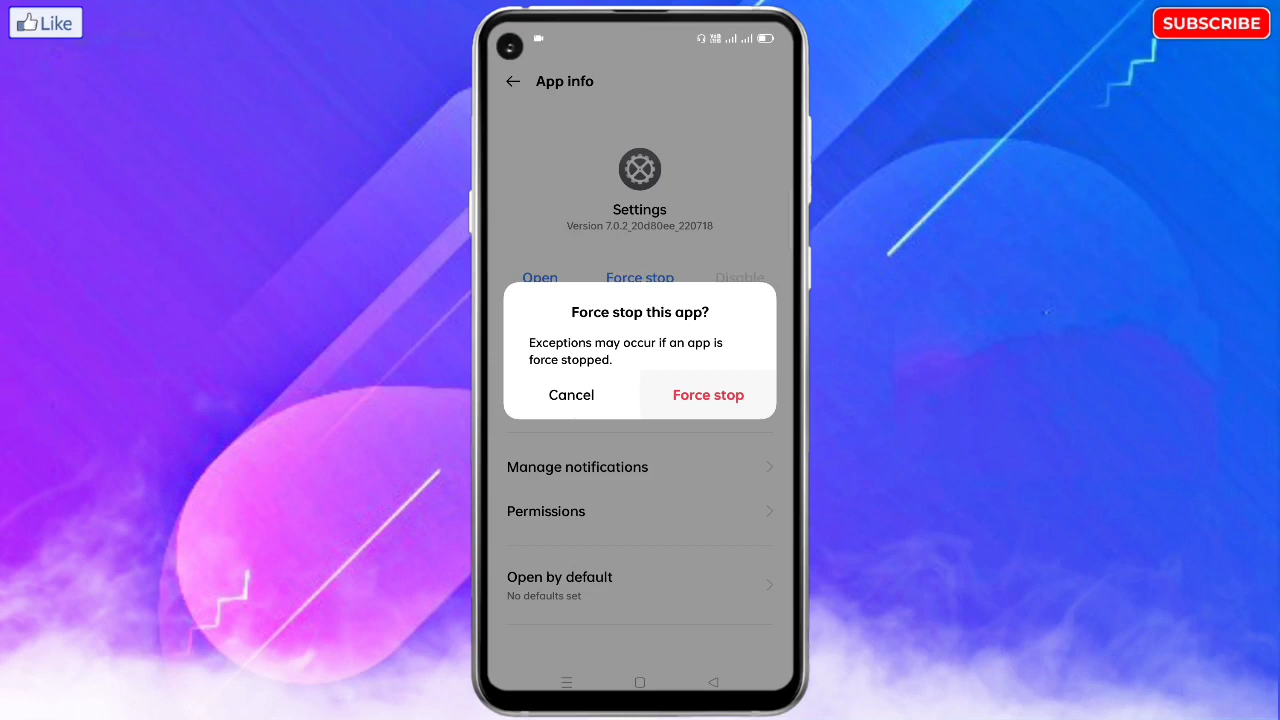 Like
SUBSCRIBE
App info
Settings
Version 7.0.2_20d80ee_220718
Open Force stop Disable
Force stop this app?
Exceptions may occur if an app is
force stopped.
Cancel Force stop
Manage notifications
Permissions
Open by default
No defaults set